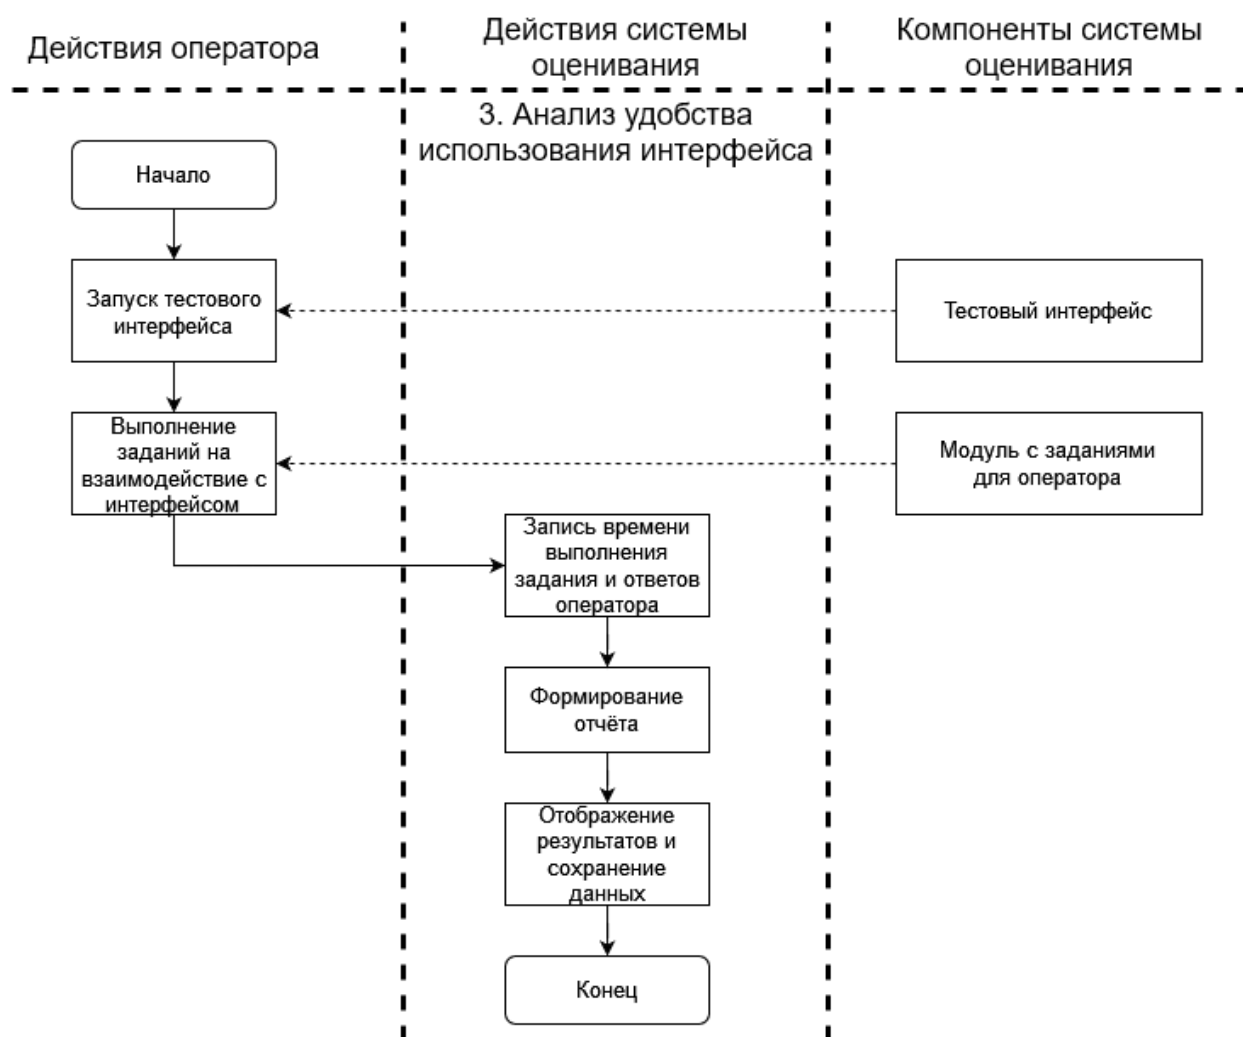 Действия оператора
Действия системы
оценивания
Компоненты системы
оценивания
3. Анализ удобства
использования интерфейса
Начало
Запуск тестового
интерфейса
Тестовый интерфейс
Выполнение
заданий на
взаимодействие с
интерфейсом
Модуль с заданиями
для оператора
Запись времени
выполнения
задания и ответов
оператора
Формирование
отчёта
Отображение
результатов и
сохранение
данных
Конец